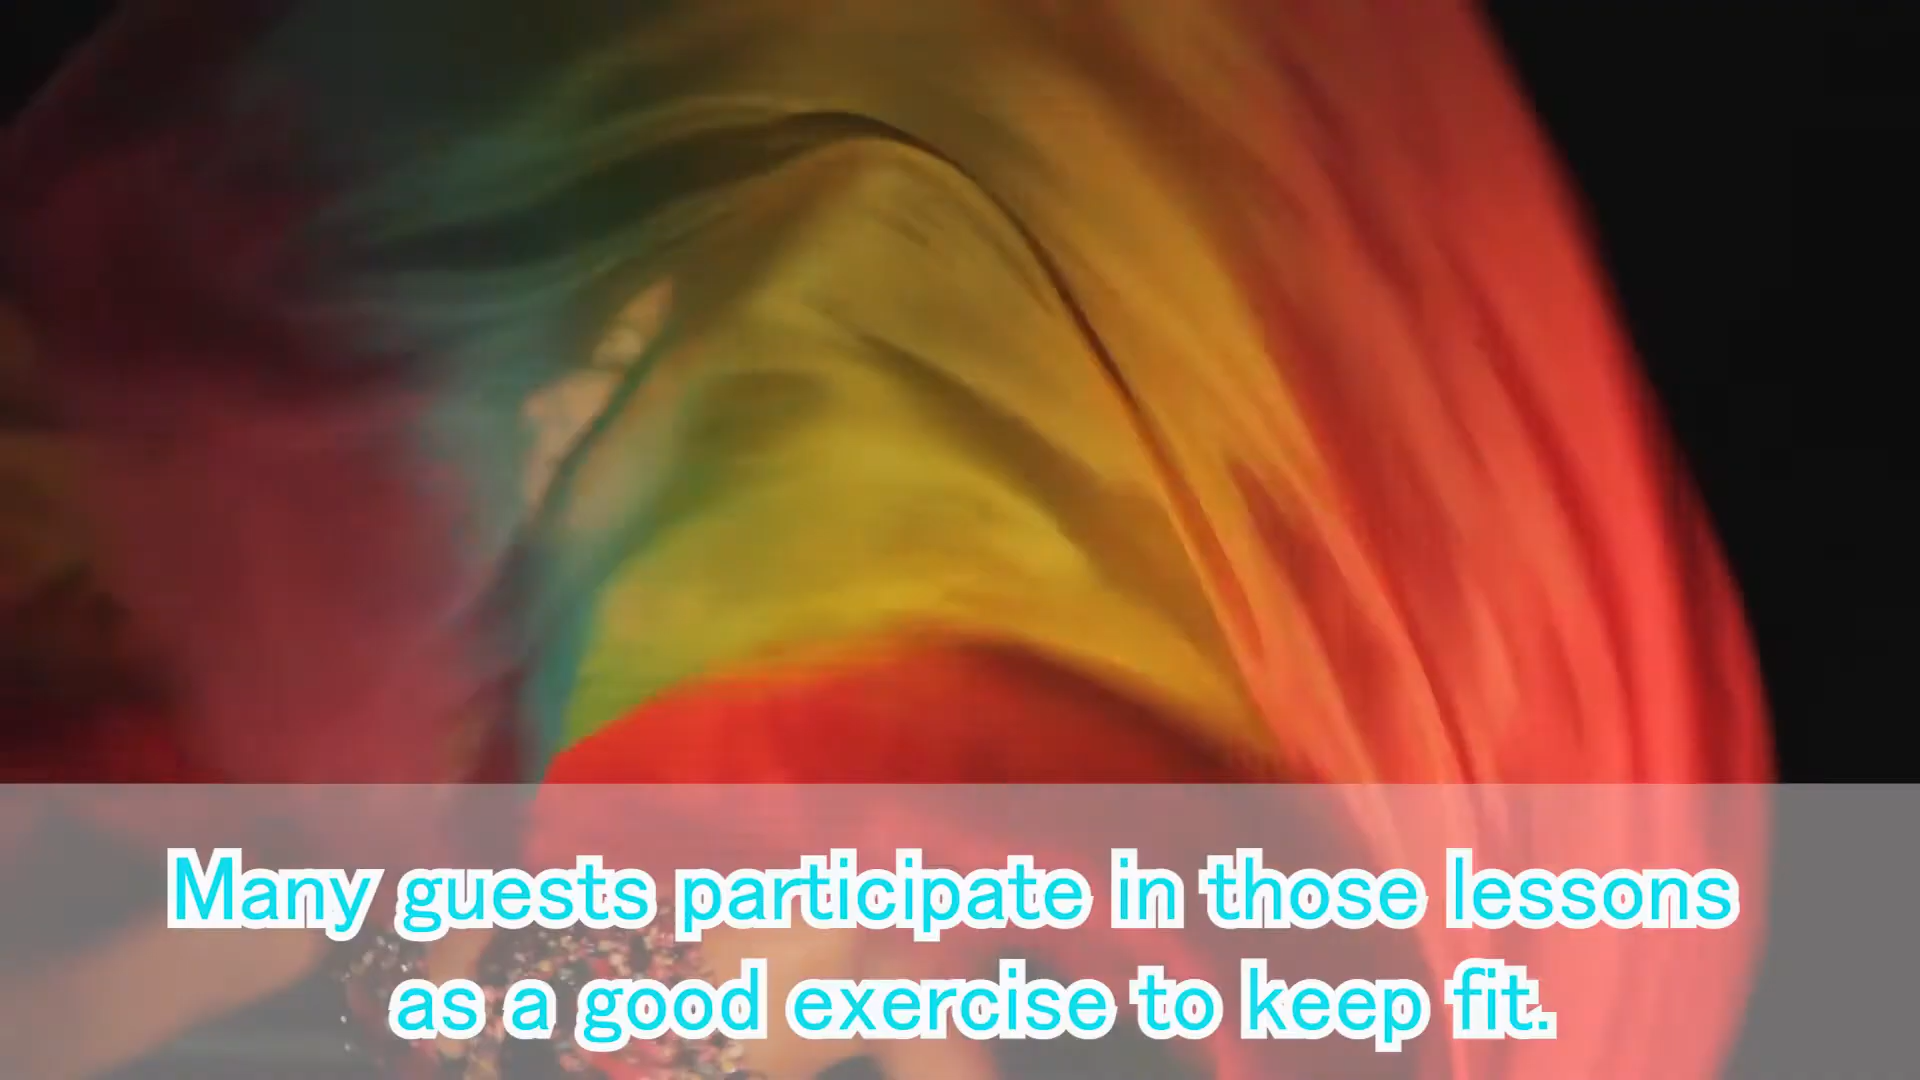 Many guests participate in those lessons
as a good exercise to keep fit.